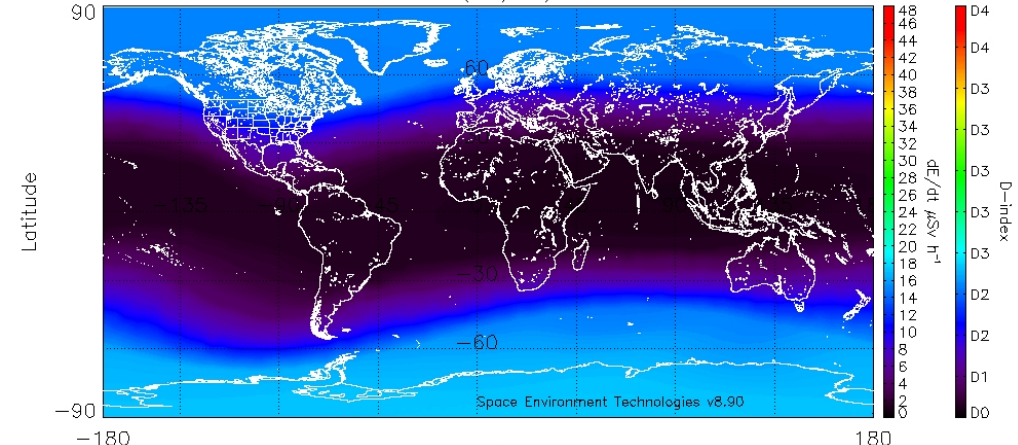 90
60
−135
45
−30
−60
−90
−180
180
Latitude
Space Environment Technologies v8.90
48
46
44
42
40
38
36
34
32
30
28
26
24
22
20
18
16
14
12
10
8
6
4
2
0
dE/dt μSv h⁻¹
D4
D4
D3
D3
D3
D3
D3
D2
D2
D1
D0
D−index